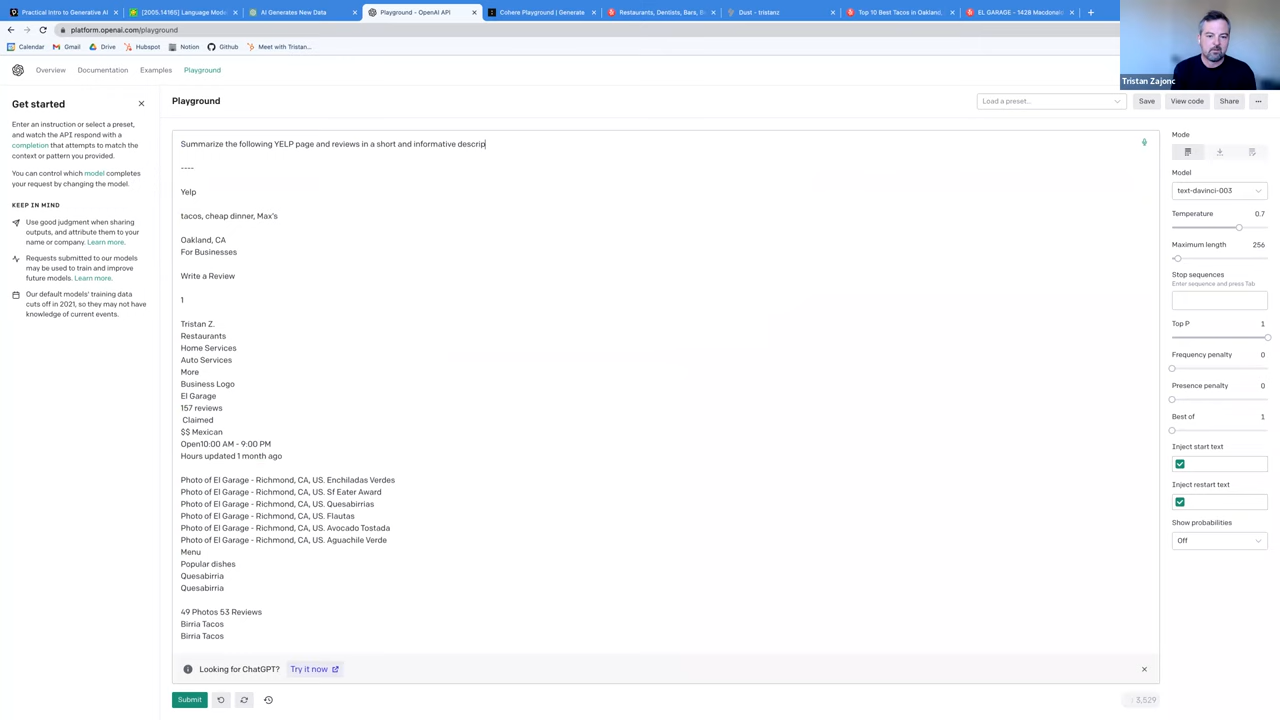 Practical Intro to Generative AI
[2005.14165] Language Mode
AI Generates New Data
Playground - OpenAI API
Cohere Playground | Generate
Restaurants, Dentists, Bars, B
Dust - tristanz
Top 10 Best Tacos in Oakland,
EL GARAGE - 1428 Macdonal
platform.openai.com/playground
Calendar
Gmail
Drive
Hubspot
Notion
Github
Meet with Tristan...
Tristan Zajonc
Overview
Documentation
Examples
Playground
Get started
Enter an instruction or select a preset,
and watch the API respond with a
completion that attempts to match the
context or pattern you provided.
You can control which model completes
your request by changing the model.
KEEP IN MIND
Use good judgment when sharing
outputs, and attribute them to your
name or company. Learn more.
Requests submitted to our models
may be used to train and improve
future models. Learn more.
Our default models' training data
cuts off in 2021, so they may not have
knowledge of current events.
Playground
Load a preset...
Save
View code
Share
Summarize the following YELP page and reviews in a short and informative descrip
----
Yelp
tacos, cheap dinner, Max's
Oakland, CA
For Businesses
Write a Review
1
Tristan Z.
Restaurants
Home Services
Auto Services
More
Business Logo
El Garage
157 reviews
Claimed
$$ Mexican
Open10:00 AM - 9:00 PM
Hours updated 1 month ago
Photo of El Garage - Richmond, CA, US. Enchiladas Verdes
Photo of El Garage - Richmond, CA, US. Sf Eater Award
Photo of El Garage - Richmond, CA, US. Quesabirrias
Photo of El Garage - Richmond, CA, US. Flautas
Photo of El Garage - Richmond, CA, US. Avocado Tostada
Photo of El Garage - Richmond, CA, US. Aguachile Verde
Menu
Popular dishes
Quesabirria
Quesabirria
49 Photos 53 Reviews
Birria Tacos
Birria Tacos
Looking for ChatGPT? Try it now
Submit
3,529
Mode
Model
text-davinci-003
Temperature 0.7
Maximum length 256
Stop sequences
Enter sequence and press Tab
Top P 1
Frequency penalty 0
Presence penalty 0
Best of 1
Inject start text
Inject restart text
Show probabilities
Off